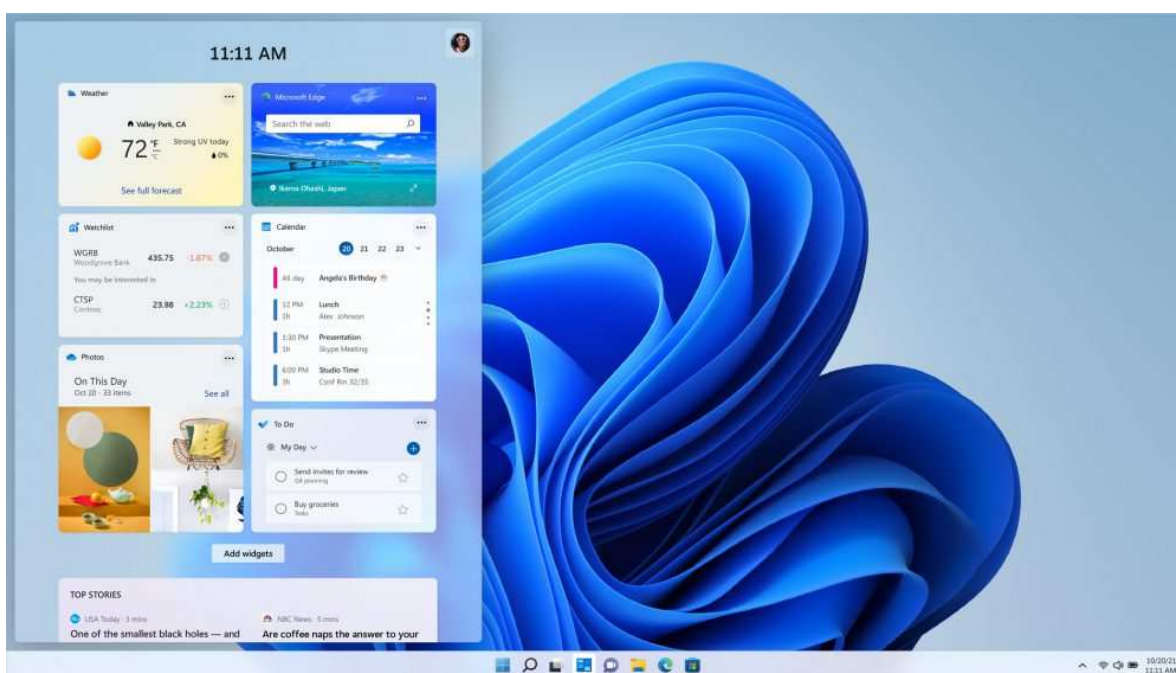 11:11 AM
Weather
Valley Park, CA
72 °F
°C
Strong UV today
0%
See full forecast
Microsoft Edge
Search the web
Ikema Ohashi, Japan
Watchlist
WGRB
Woodgrove Bank
435.75
-1.87%
You may be interested in
CTSP
Contoso
23.98
+2.23%
Calendar
October
20 21 22 23
All day
Angela's Birthday
12 PM
1h
Lunch
Alex Johnson
1:30 PM
1h
Presentation
Skype Meeting
6:00 PM
3h
Studio Time
Conf Rm 32/35
Photos
On This Day
Oct 20 · 33 items
See all
To Do
My Day
Send invites for review
Q4 planning
Buy groceries
Todo
Add widgets
TOP STORIES
USA Today · 3 mins
One of the smallest black holes — and
NBC News · 5 mins
Are coffee naps the answer to your
10/20/21
11:11 AM